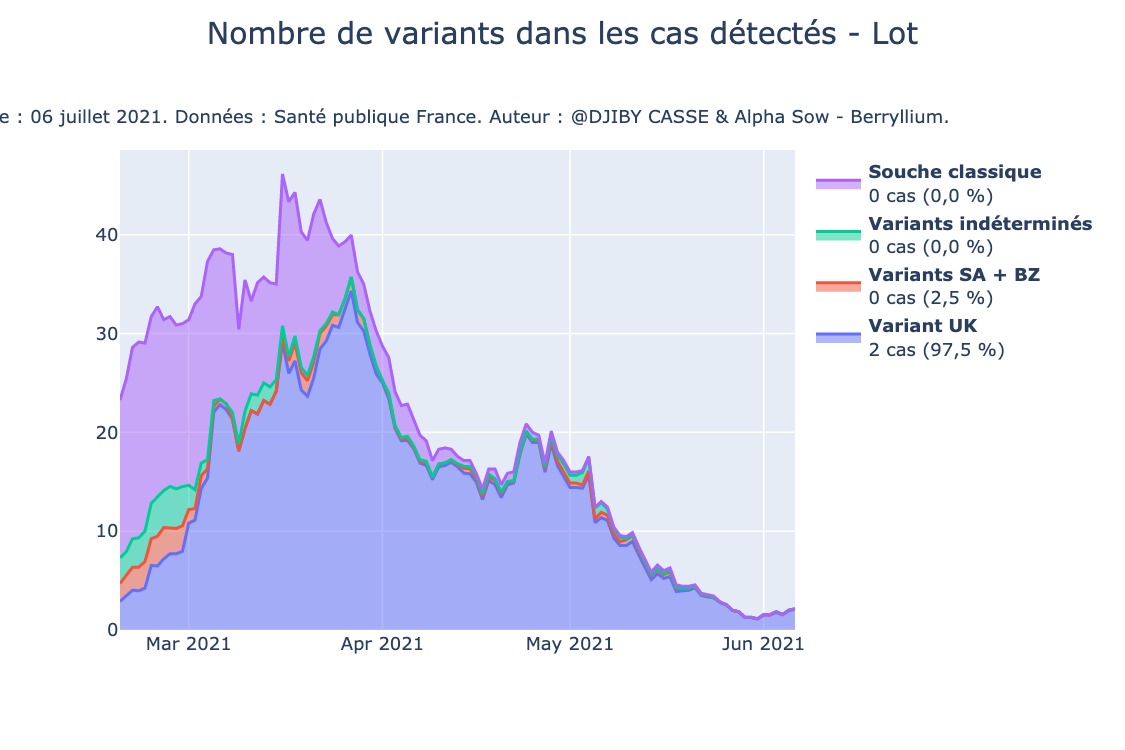 Nombre de variants dans les cas détectés - Lot
e : 06 juillet 2021. Données : Santé publique France. Auteur : @DJIBY CASSE & Alpha Sow - Berryllium.
Souche classique
0 cas (0,0 %)
Variants indéterminés
0 cas (0,0 %)
Variants SA + BZ
0 cas (2,5 %)
Variant UK
2 cas (97,5 %)
40
30
20
10
0
Mar 2021 Apr 2021 May 2021 Jun 2021